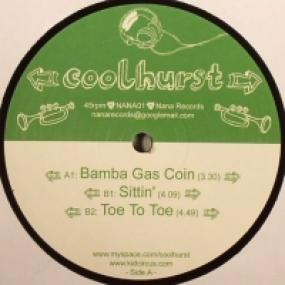 coolhurst
45rpm NANA01 Nana Records
nanarecords@googlemail.com
A1: Bamba Gas Coin (3.30)
B1: Sittin' (4.09)
B2: Toe To Toe (4.49)
www.myspace.com/coolhurst
www.kidcircus.com
- Side A -